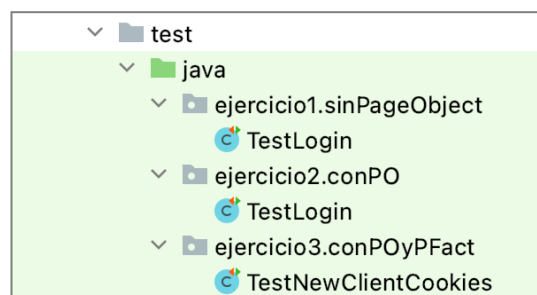 test
java
ejercicio1.sinPageObject
TestLogin
ejercicio2.conPO
TestLogin
ejercicio3.conPOyPFact
TestNewClientCookies